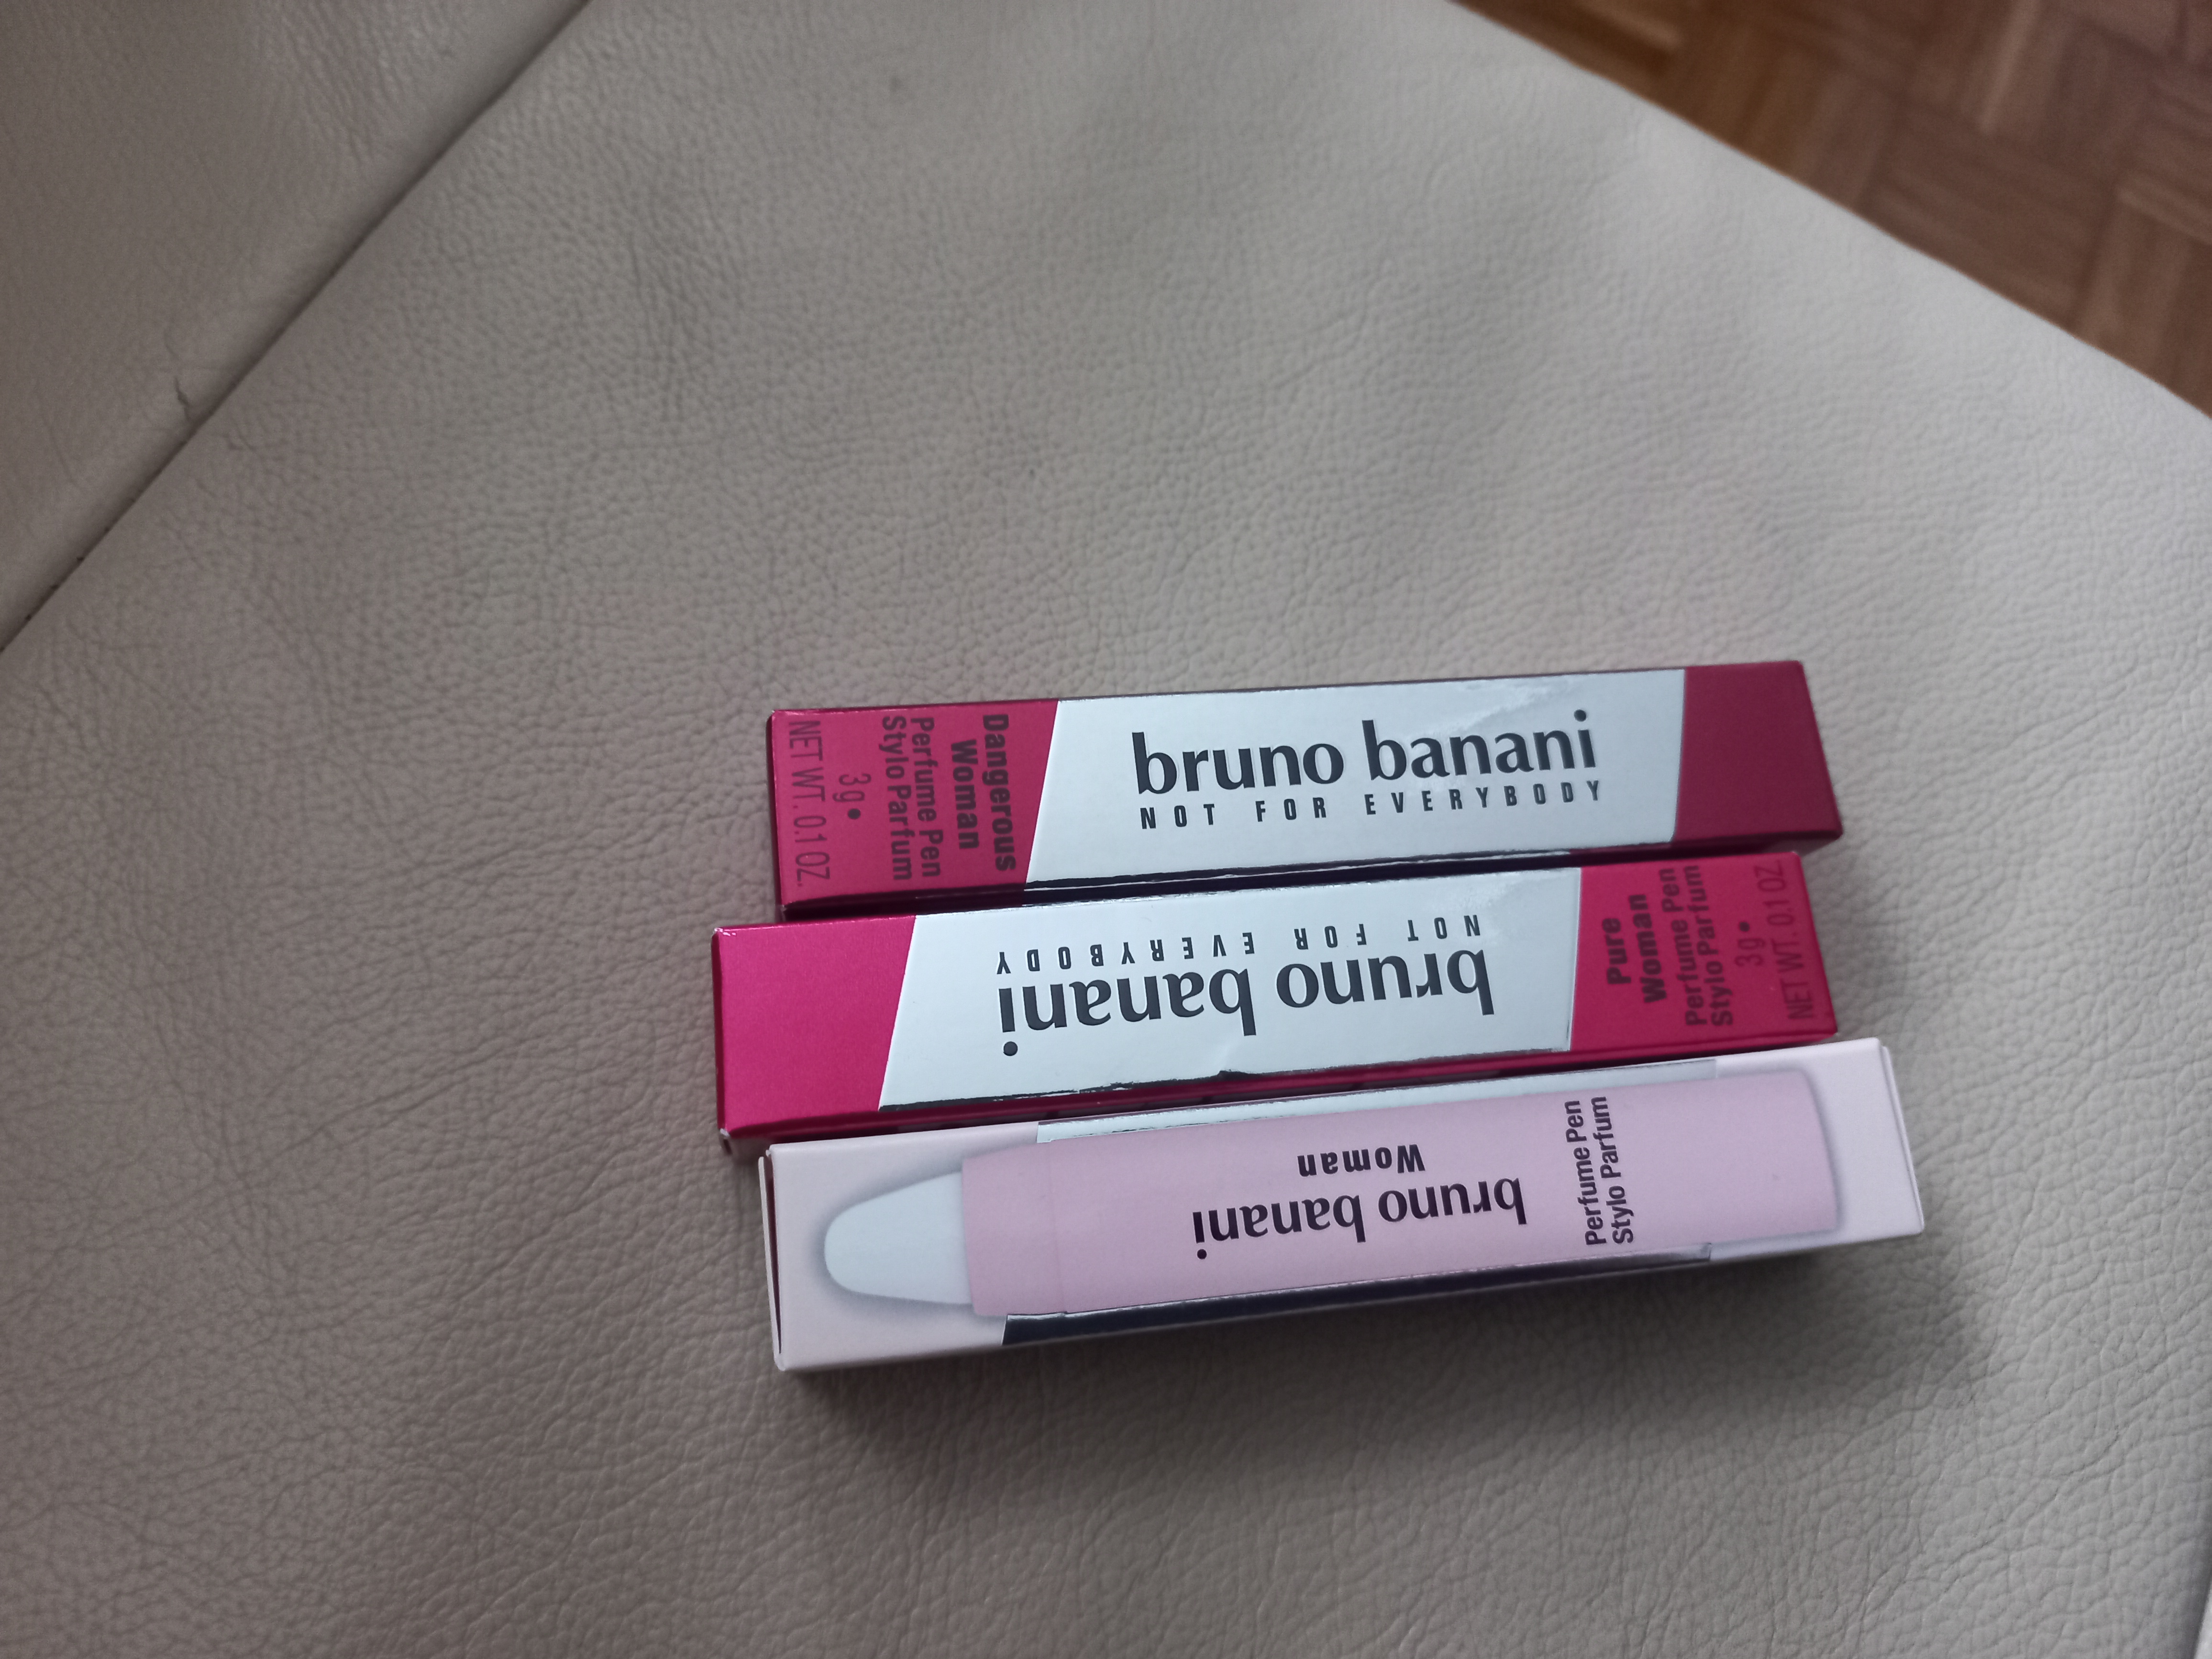 bruno banani
NOT FOR EVERYBODY
Dangerous
Woman
Perfume Pen
Stylo Parfum
3g•
NET WT. 0.1 OZ.
bruno banani
NOT FOR EVERYBODY
Pure
Woman
Perfume Pen
Stylo Parfum
3g•
NET WT. 0.1 OZ
bruno banani
Woman
Perfume Pen
Stylo Parfum